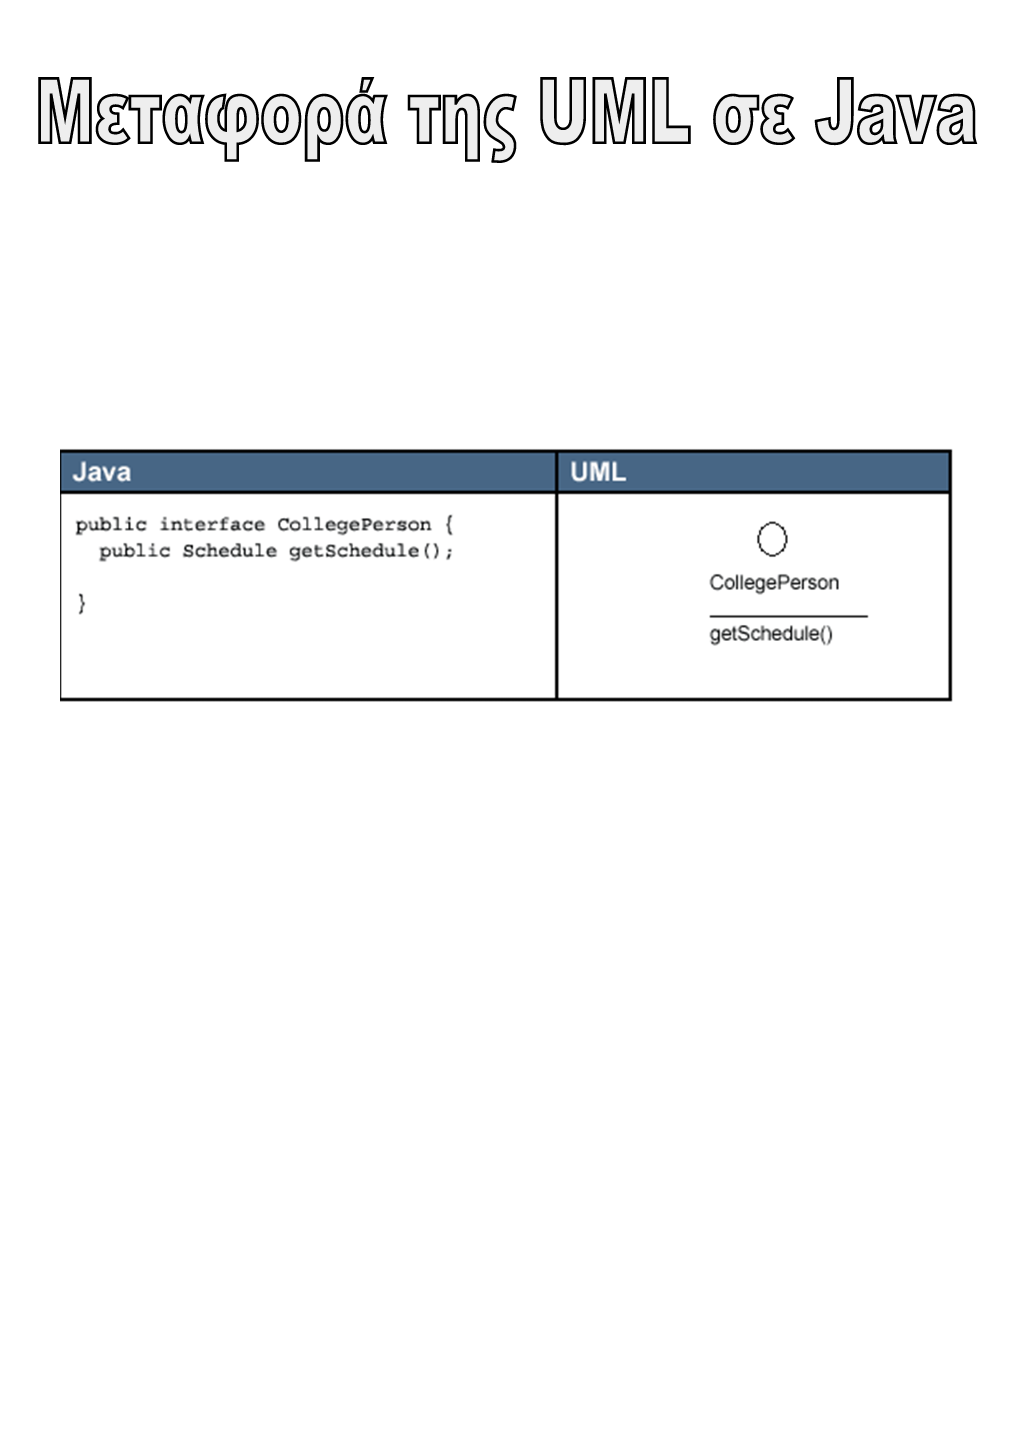 Μεταφορά της UML σε Java
Java
UML
public interface CollegePerson {
public Schedule getSchedule();
}
CollegePerson
getSchedule()